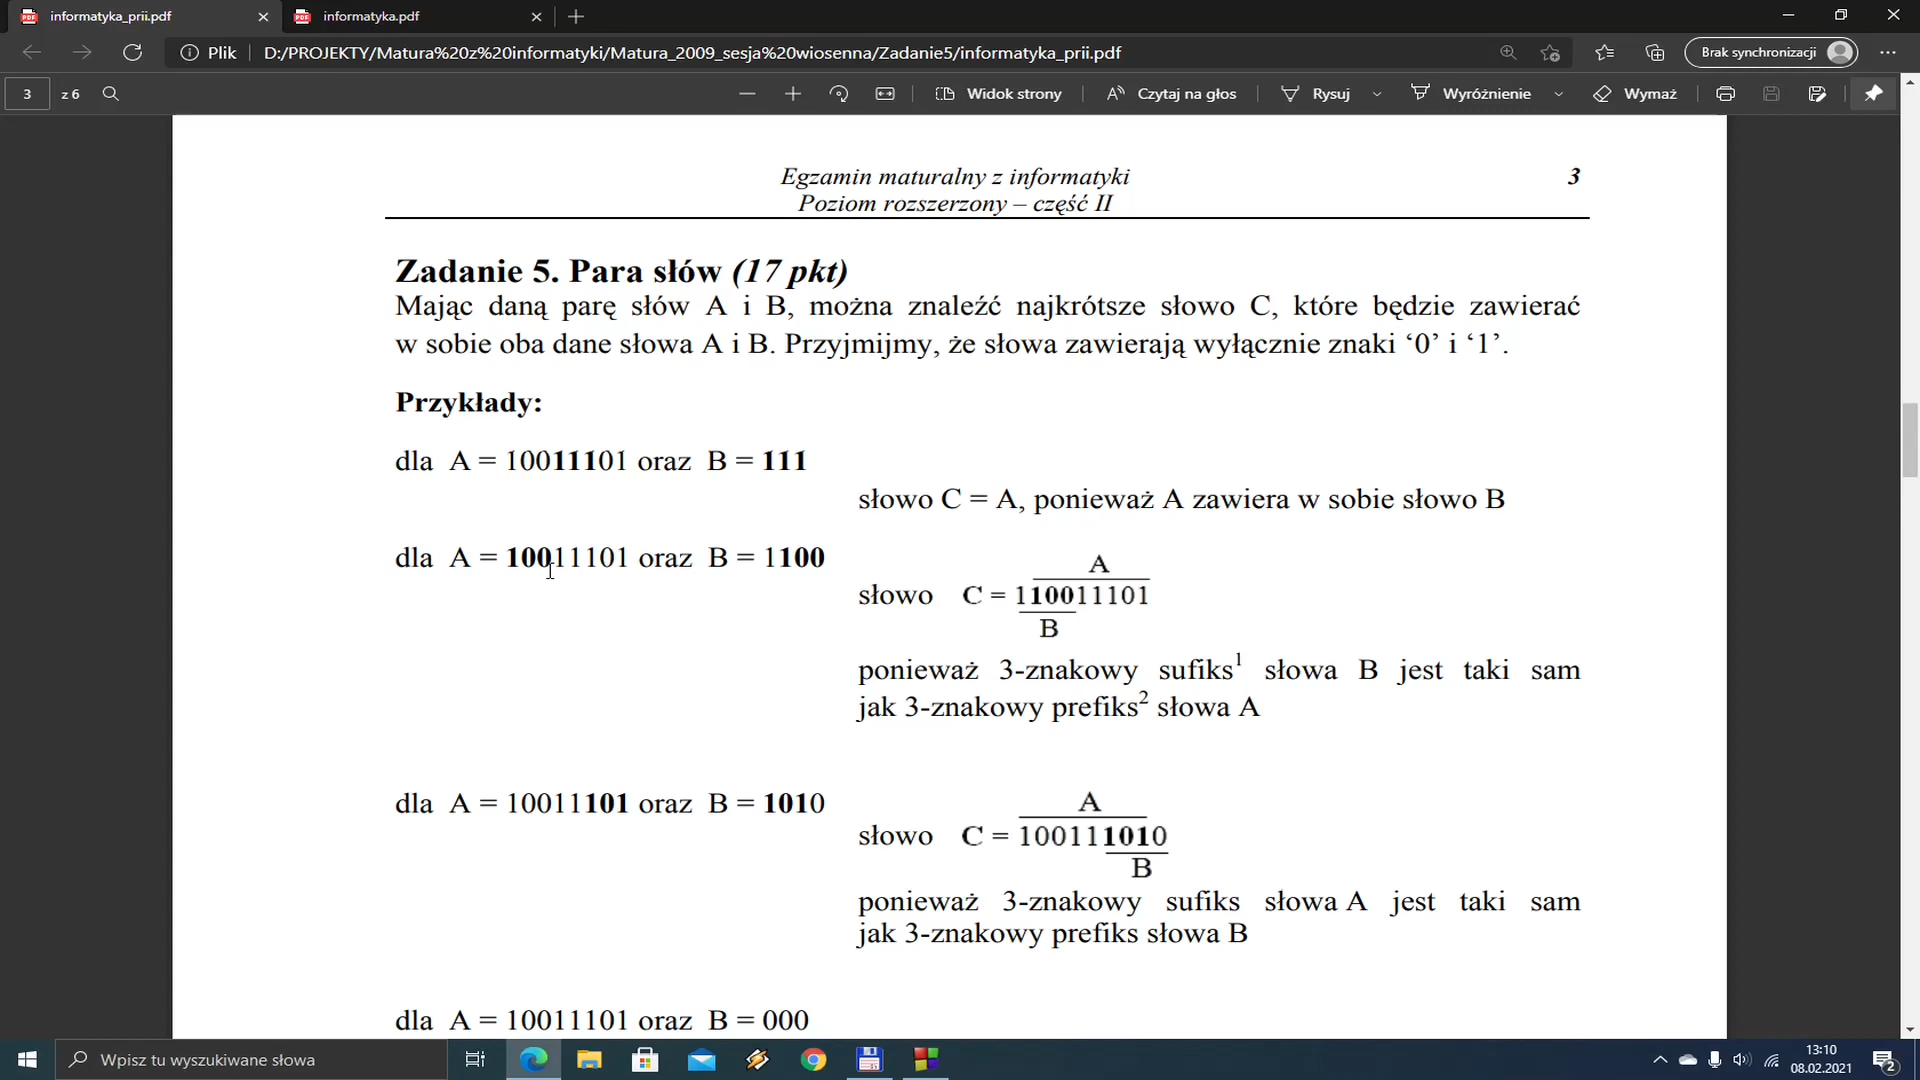 informatyka_prii.pdf
informatyka.pdf
Plik D:/PROJEKTY/Matura%20z%20informatyki/Matura_2009_sesja%20wiosenna/Zadanie5/informatyka_prii.pdf
Brak synchronizacji
3 z 6
Widok strony
Czytaj na głos
Rysuj
Wyróżnienie
Wymaż
Egzamin maturalny z informatyki 3
Poziom rozszerzony – część II
Zadanie 5. Para słów (17 pkt)
Mając daną parę słów A i B, można znaleźć najkrótsze słowo C, które będzie zawierać
w sobie oba dane słowa A i B. Przyjmijmy, że słowa zawierają wyłącznie znaki ‘0’ i ‘1’.
Przykłady:
dla A = 10011101 oraz B = 111
słowo C = A, ponieważ A zawiera w sobie słowo B
dla A = 10011101 oraz B = 1100
A
słowo C = 110011101
B
ponieważ 3-znakowy sufiks1 słowa B jest taki sam
jak 3-znakowy prefiks2 słowa A
dla A = 10011101 oraz B = 1010
A
słowo C = 100111010
B
ponieważ 3-znakowy sufiks słowa A jest taki sam
jak 3-znakowy prefiks słowa B
dla A = 10011101 oraz B = 000
Wpisz tu wyszukiwane słowa
13:10
08.02.2021
2